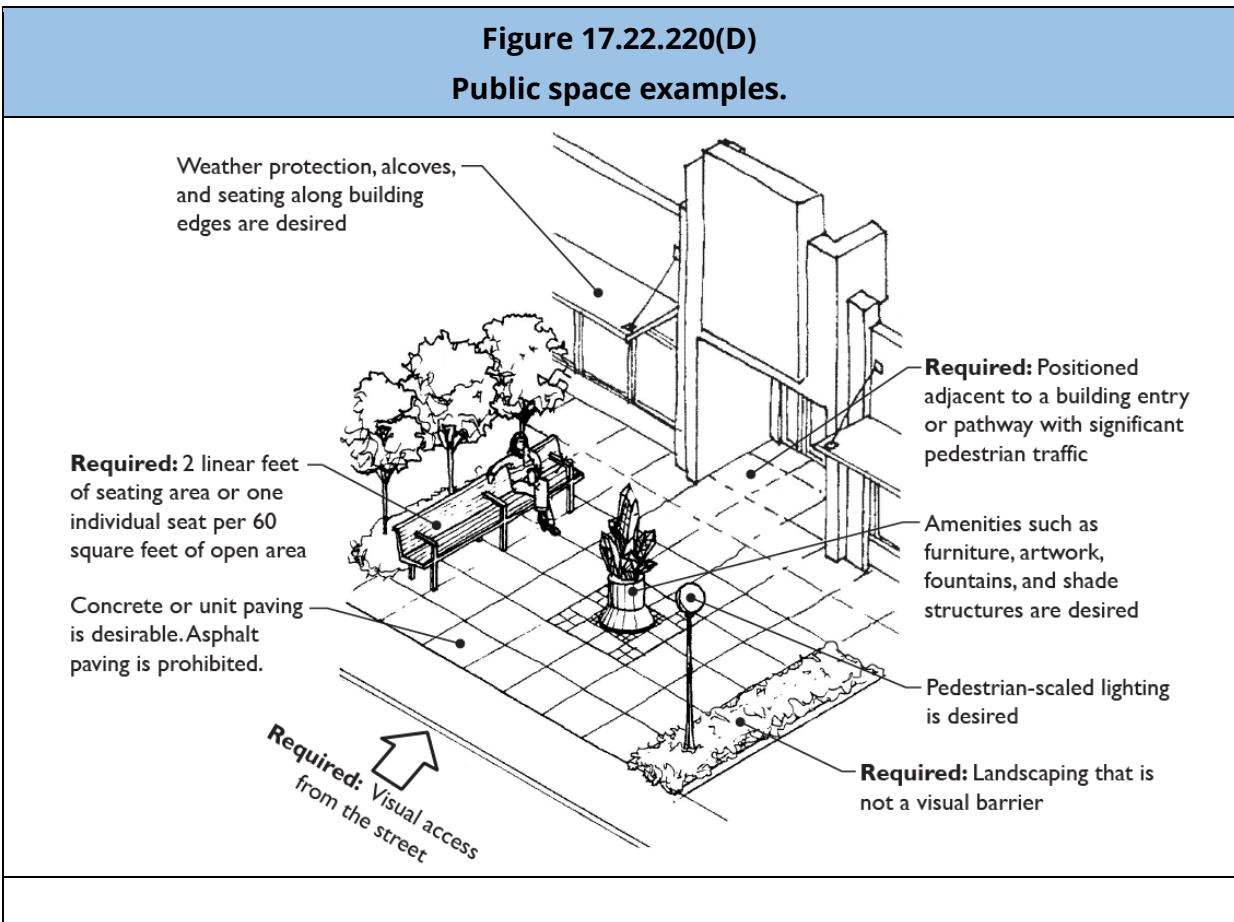 Figure 17.22.220(D)
Public space examples.
Weather protection, alcoves,
and seating along building
edges are desired
Required: 2 linear feet
of seating area or one
individual seat per 60
square feet of open area
Concrete or unit paving
is desirable. Asphalt
paving is prohibited.
Required: Visual access
from the street
Required: Positioned
adjacent to a building entry
or pathway with significant
pedestrian traffic
Amenities such as
furniture, artwork,
fountains, and shade
structures are desired
Pedestrian-scaled lighting
is desired
Required: Landscaping that is
not a visual barrier